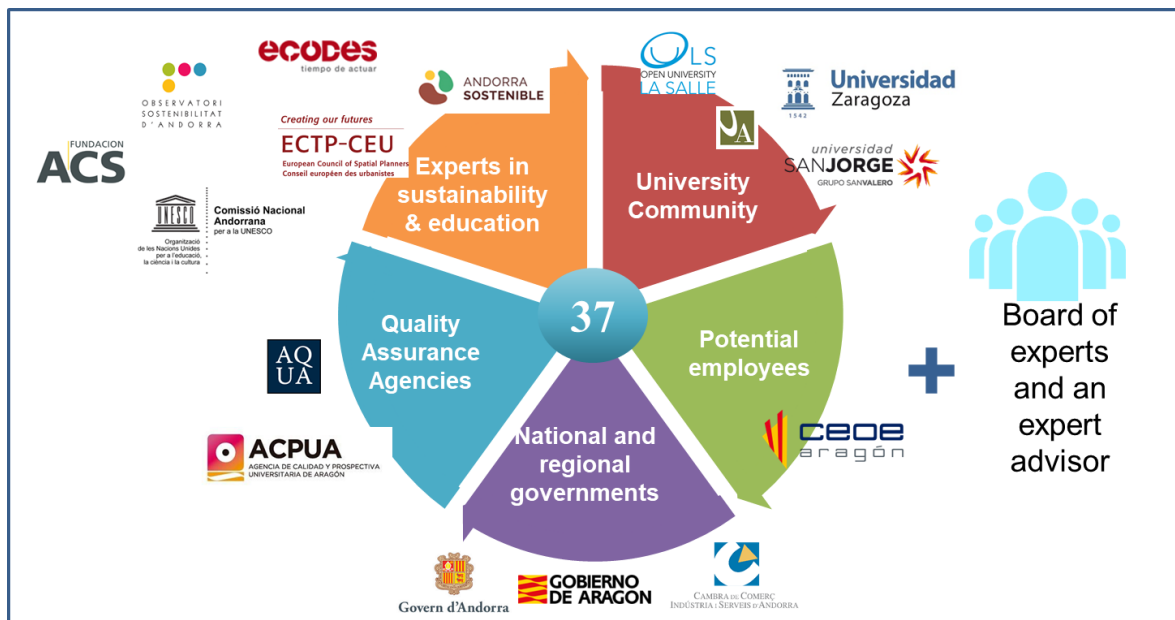 OBSERVATORI
SOSTENIBILITAT
D'ANDORRA
ecodes
tiempo de actuar
ANDORRA
SOSTENIBLE
ULS
OPEN UNIVERSITY
LA SALLE
Universidad
Zaragoza
1542
FUNDACION
ACS
Creating our futures
ECTP-CEU
European Council of Spatial Planners
Conseil européen des urbanistes
UA
universidad
SANJORGE
GRUPO SANVALERO
UNESCO
Organització
de les Nacions Unides
per a l'educació,
la ciència i la cultura
Comissió Nacional
Andorrana
per a la UNESCO
Experts in
sustainability
& education
University
Community
37
Quality
Assurance
Agencies
Potential
employees
National and
regional
governments
AQ
UA
ACPUA
AGENCIA DE CALIDAD Y PROSPECTIVA
UNIVERSITARIA DE ARAGÓN
ceoe
aragón
Board of
experts
and an
expert
advisor
Govern d'Andorra
GOBIERNO
DE ARAGON
CAMBRA DE COMERÇ
INDÚSTRIA I SERVEIS D'ANDORRA